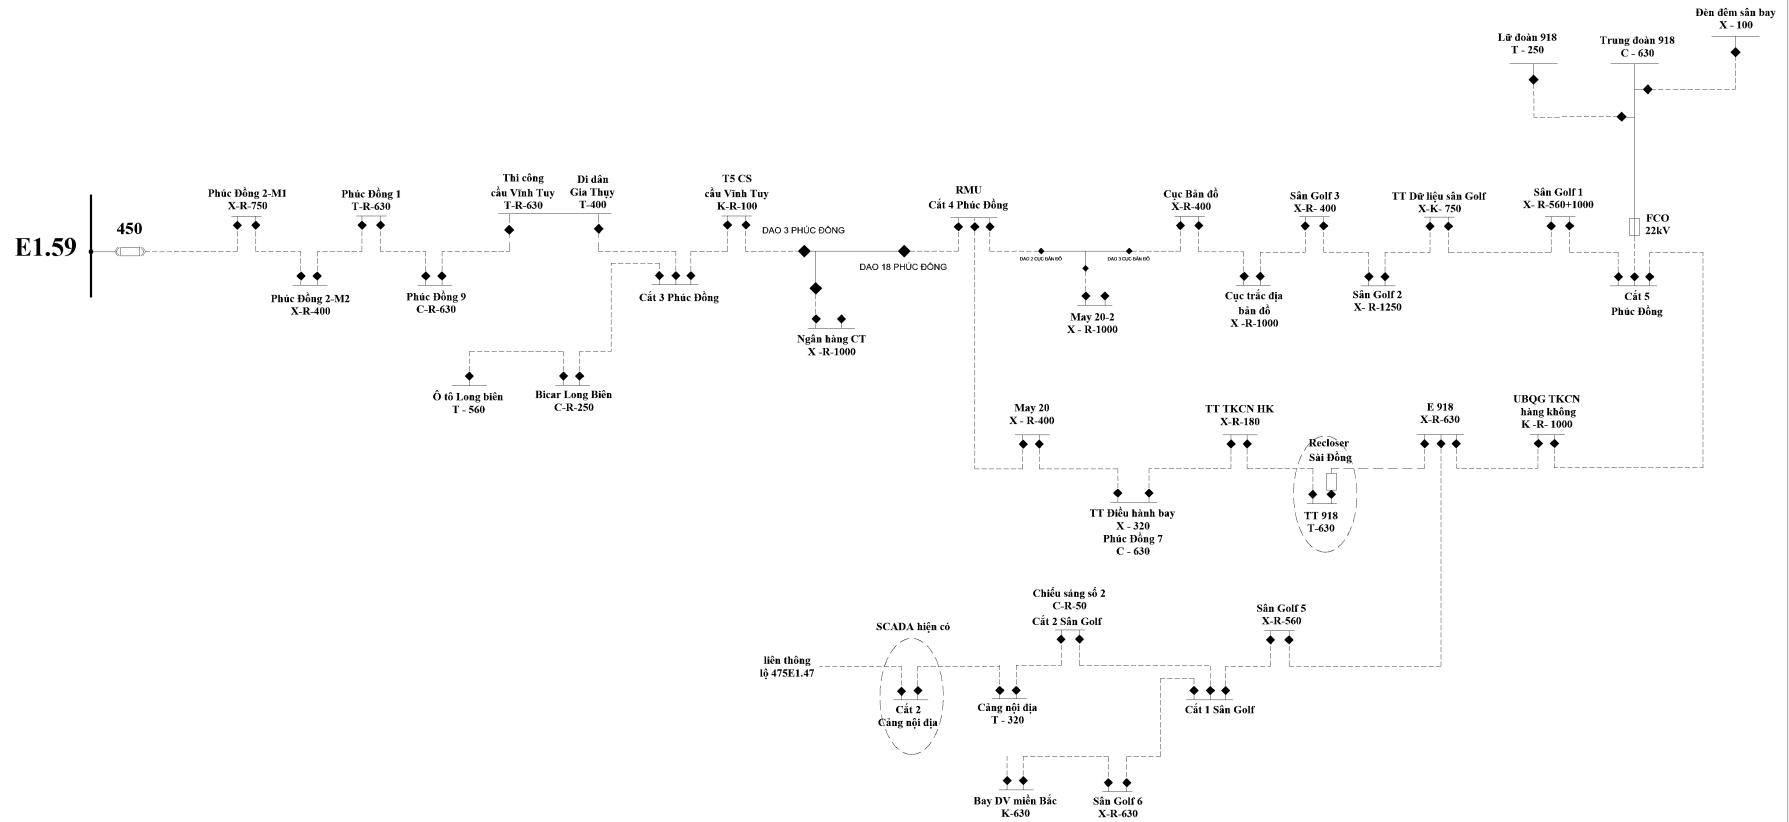 Đèn đêm sân bay
X - 100
Lữ đoàn 918
T - 250
Trung đoàn 918
C - 630
E1.59
450
Phúc Đồng 2-M1
X-R-750
Phúc Đồng 2-M2
X-R-400
Phúc Đồng 1
T-R-630
Phúc Đồng 9
C-R-630
Thi công
cầu Vĩnh Tuy
T-R-630
Di dân
Gia Thụy
T-400
Cắt 3 Phúc Đồng
T5 CS
cầu Vĩnh Tuy
K-R-100
DAO 3 PHÚC ĐỒNG
DAO 18 PHÚC ĐỒNG
Ngân hàng CT
X -R-1000
RMU
Cắt 4 Phúc Đồng
DAO 2 CỤC BẢN ĐỒ
DAO 3 CỤC BẢN ĐỒ
May 20-2
X - R-1000
Cục Bản đồ
X-R-400
Cục trắc địa
bản đồ
X -R-1000
Sân Golf 3
X-R- 400
Sân Golf 2
X- R-1250
TT Dữ liệu sân Golf
X-K- 750
Sân Golf 1
X- R-560+1000
FCO
22kV
Cắt 5
Phúc Đồng
Ô tô Long biên
T - 560
Bicar Long Biên
C-R-250
May 20
X - R-400
TT Điều hành bay
X - 320
Phúc Đồng 7
C - 630
TT TKCN HK
X-R-180
Recloser
Sài Đồng
TT 918
T-630
E 918
X-R-630
UBQG TKCN
hàng không
K -R- 1000
SCADA hiện có
liên thông
lộ 475E1.47
Cắt 2
Cảng nội địa
Cảng nội địa
T - 320
Chiếu sáng số 2
C-R-50
Cắt 2 Sân Golf
Cắt 1 Sân Golf
Sân Golf 5
X-R-560
Bay DV miền Bắc
K-630
Sân Golf 6
X-R-630